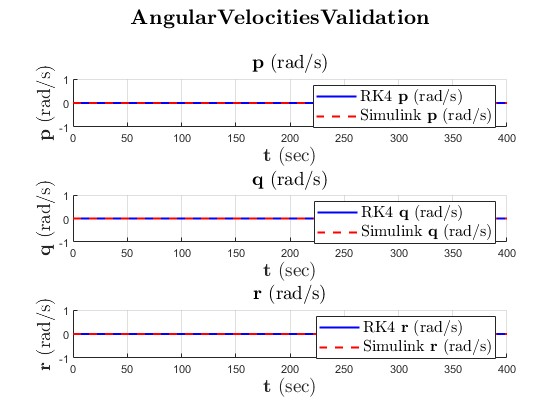 AngularVelocitiesValidation
p (rad/s)
1
0
-1
p (rad/s)
RK4 p (rad/s)
Simulink p (rad/s)
0 50 100 150 200 250 300 350 400
t (sec)
q (rad/s)
1
0
-1
q (rad/s)
RK4 q (rad/s)
Simulink q (rad/s)
0 50 100 150 200 250 300 350 400
t (sec)
r (rad/s)
1
0
-1
r (rad/s)
RK4 r (rad/s)
Simulink r (rad/s)
0 50 100 150 200 250 300 350 400
t (sec)